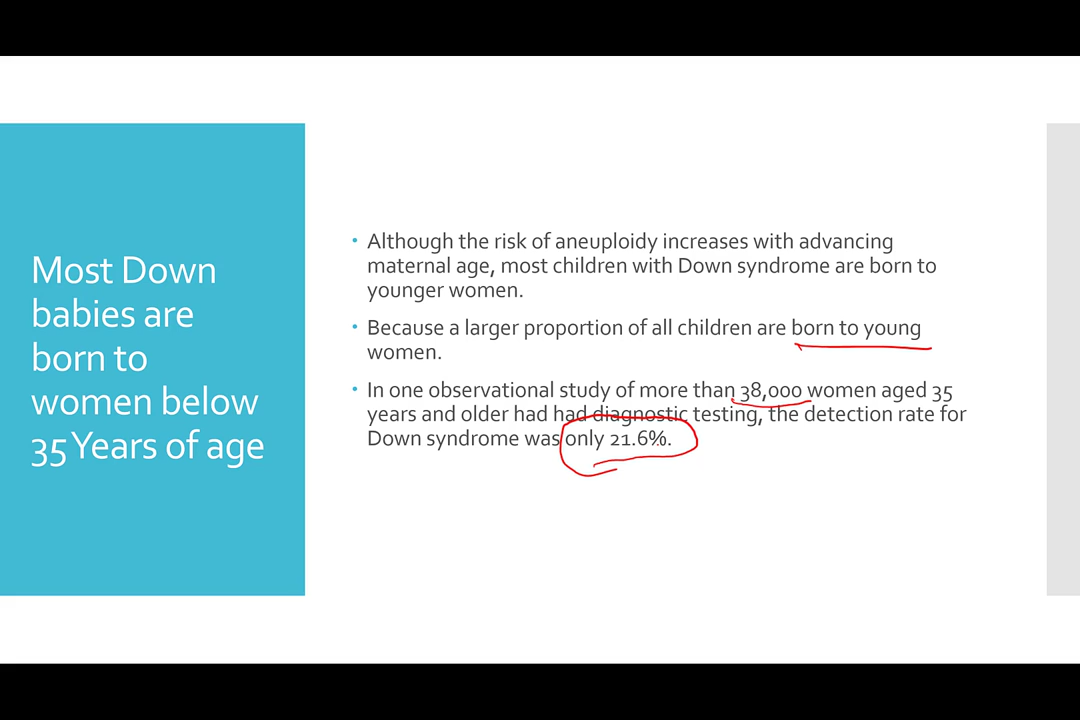 Most Down
babies are
born to
women below
35 Years of age
• Although the risk of aneuploidy increases with advancing
maternal age, most children with Down syndrome are born to
younger women.
• Because a larger proportion of all children are born to young
women.
• In one observational study of more than 38,000 women aged 35
years and older had had diagnostic testing, the detection rate for
Down syndrome was only 21.6%.